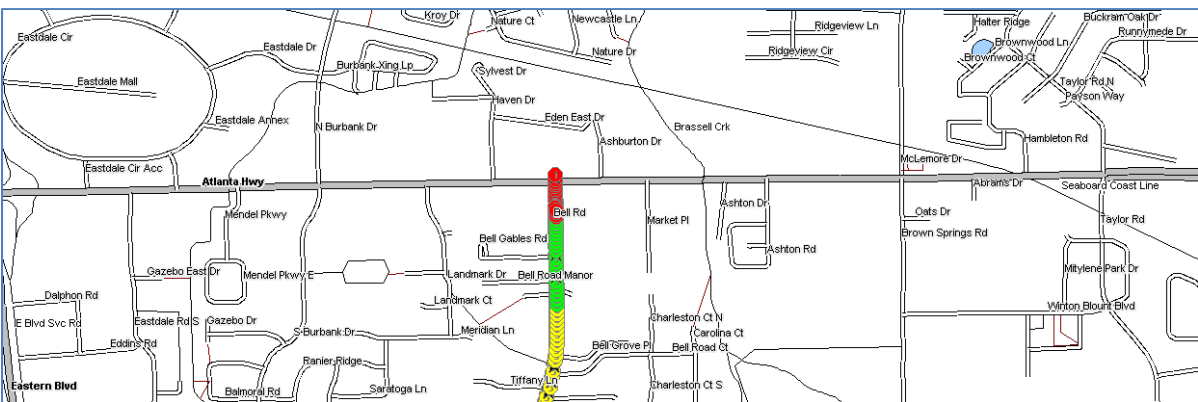 Kroy Dr
Nature Ct
Newcastle Ln
Ridgeview Ln
Halter Ridge
Buckram Oak Dr
Eastdale Cir
Eastdale Dr
Nature Dr
Ridgeview Cir
Brownwood Ln
Runnymede Dr
Burbank Xing Lp
Sylvest Dr
Brownwood Ct
Eastdale Mall
Taylor Rd N
Haven Dr
Payson Way
Eastdale Annex
N Burbank Dr
Eden East Dr
Brassell Crk
Ashburton Dr
Hambleton Rd
Eastdale Cir Acc
McLemore Dr
Atlanta Hwy
Abram's Dr
Seaboard Coast Line
Mendel Pkwy
Bell Rd
Market Pl
Ashton Dr
Oats Dr
Taylor Rd
Bell Gables Rd
Brown Springs Rd
Ashton Rd
Gazebo East Dr
Mendel Pkwy E
Landmark Dr
Bell Road Manor
Mitylene Park Dr
Dalphon Rd
Landmark Ct
Winton Blount Blvd
E Blvd Svc Rd
Eastdale Rd S
Gazebo Dr
S Burbank Dr
Meridian Ln
Charleston Ct N
Carolina Ct
Eddins Rd
Bell Grove Pl
Bell Road Ct
Ranier Ridge
Eastern Blvd
Balmoral Rd
Saratoga Ln
Tiffany Ln
Charleston Ct S